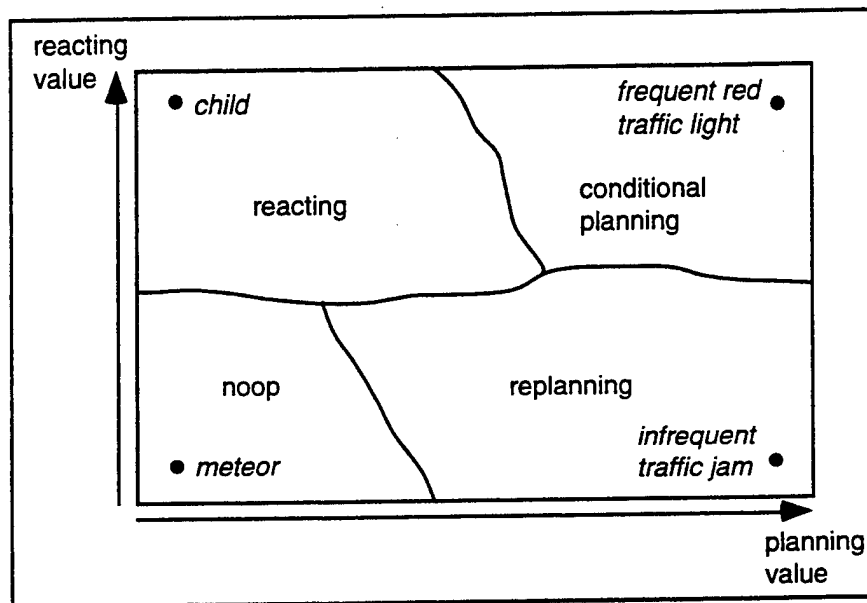 reacting
value
child
frequent red
traffic light
reacting
conditional
planning
noop
replanning
meteor
infrequent
traffic jam
planning
value